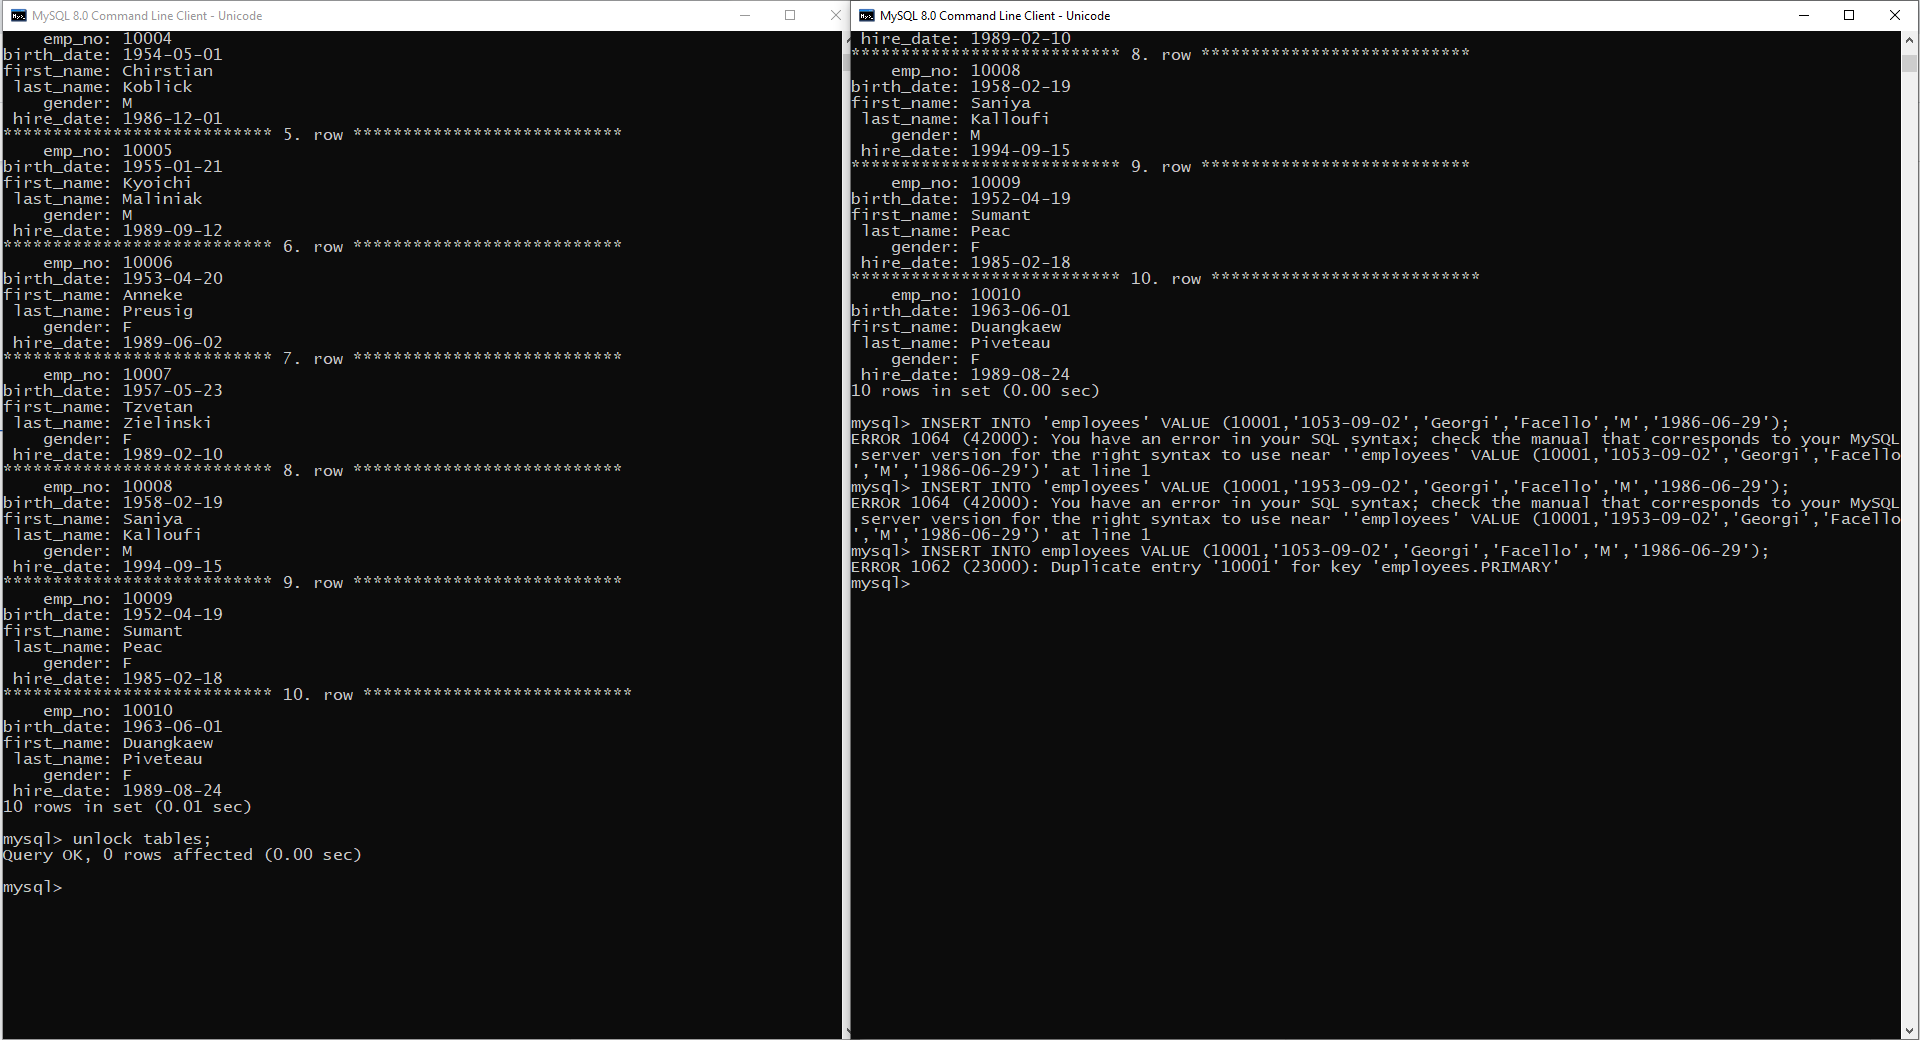 MySQL 8.0 Command Line Client - Unicode
emp_no: 10004
birth_date: 1954-05-01
first_name: Chirstian
last_name: Koblick
gender: M
hire_date: 1986-12-01
*************************** 5. row ***************************
emp_no: 10005
birth_date: 1955-01-21
first_name: Kyoichi
last_name: Maliniak
gender: M
hire_date: 1989-09-12
*************************** 6. row ***************************
emp_no: 10006
birth_date: 1953-04-20
first_name: Anneke
last_name: Preusig
gender: F
hire_date: 1989-06-02
*************************** 7. row ***************************
emp_no: 10007
birth_date: 1957-05-23
first_name: Tzvetan
last_name: Zielinski
gender: F
hire_date: 1989-02-10
*************************** 8. row ***************************
emp_no: 10008
birth_date: 1958-02-19
first_name: Saniya
last_name: Kalloufi
gender: M
hire_date: 1994-09-15
*************************** 9. row ***************************
emp_no: 10009
birth_date: 1952-04-19
first_name: Sumant
last_name: Peac
gender: F
hire_date: 1985-02-18
*************************** 10. row ***************************
emp_no: 10010
birth_date: 1963-06-01
first_name: Duangkaew
last_name: Piveteau
gender: F
hire_date: 1989-08-24
10 rows in set (0.01 sec)
mysql> unlock tables;
Query OK, 0 rows affected (0.00 sec)
mysql>
MySQL 8.0 Command Line Client - Unicode
hire_date: 1989-02-10
*************************** 8. row ***************************
emp_no: 10008
birth_date: 1958-02-19
first_name: Saniya
last_name: Kalloufi
gender: M
hire_date: 1994-09-15
*************************** 9. row ***************************
emp_no: 10009
birth_date: 1952-04-19
first_name: Sumant
last_name: Peac
gender: F
hire_date: 1985-02-18
*************************** 10. row ***************************
emp_no: 10010
birth_date: 1963-06-01
first_name: Duangkaew
last_name: Piveteau
gender: F
hire_date: 1989-08-24
10 rows in set (0.00 sec)
mysql> INSERT INTO 'employees' VALUE (10001,'1053-09-02','Georgi','Facello','M','1986-06-29');
ERROR 1064 (42000): You have an error in your SQL syntax; check the manual that corresponds to your MySQL
server version for the right syntax to use near ''employees' VALUE (10001,'1053-09-02','Georgi','Facello
','M','1986-06-29')' at line 1
mysql> INSERT INTO 'employees' VALUE (10001,'1953-09-02','Georgi','Facello','M','1986-06-29');
ERROR 1064 (42000): You have an error in your SQL syntax; check the manual that corresponds to your MySQL
server version for the right syntax to use near ''employees' VALUE (10001,'1953-09-02','Georgi','Facello
','M','1986-06-29')' at line 1
mysql> INSERT INTO employees VALUE (10001,'1053-09-02','Georgi','Facello','M','1986-06-29');
ERROR 1062 (23000): Duplicate entry '10001' for key 'employees.PRIMARY'
mysql>